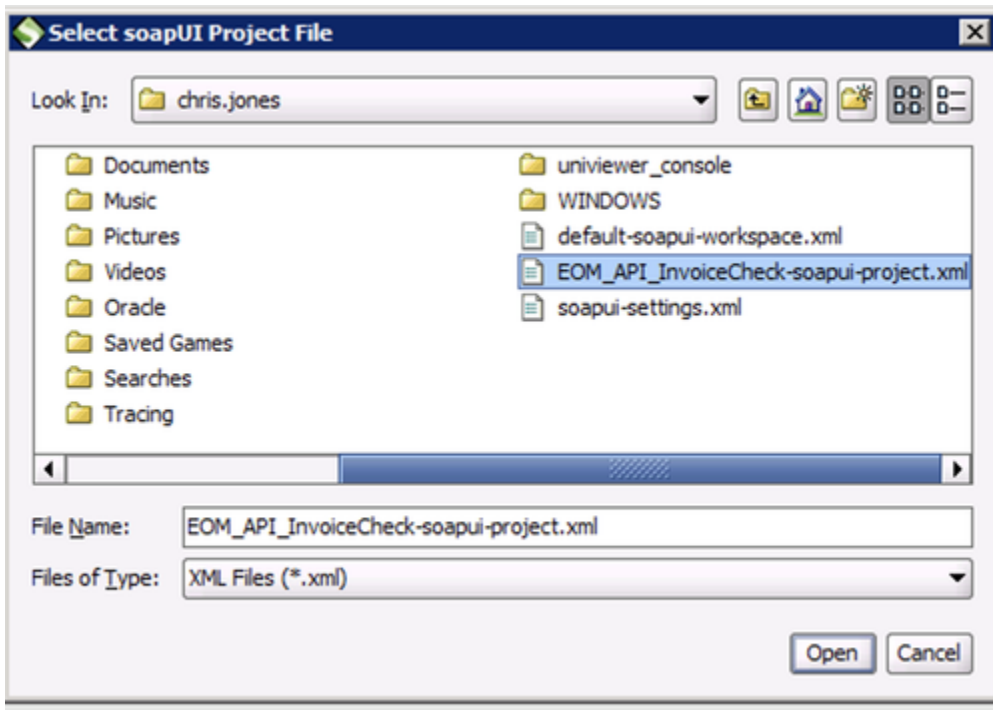 Select soapUI Project File
Look In: chris.jones
Documents
Music
Pictures
Videos
Oracle
Saved Games
Searches
Tracing
univiewer_console
WINDOWS
default-soapui-workspace.xml
EOM_API_InvoiceCheck-soapui-project.xml
soapui-settings.xml
File Name: EOM_API_InvoiceCheck-soapui-project.xml
Files of Type: XML Files (*.xml)
Open Cancel